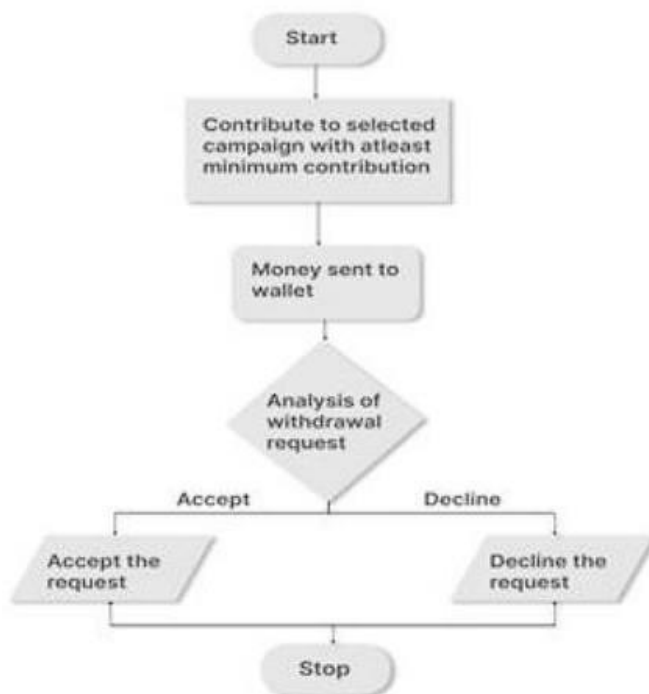 Start
Contribute to selected
campaign with atleast
minimum contribution
Money sent to
wallet
Analysis of
withdrawal
request
Accept
Decline
Accept the
request
Decline the
request
Stop